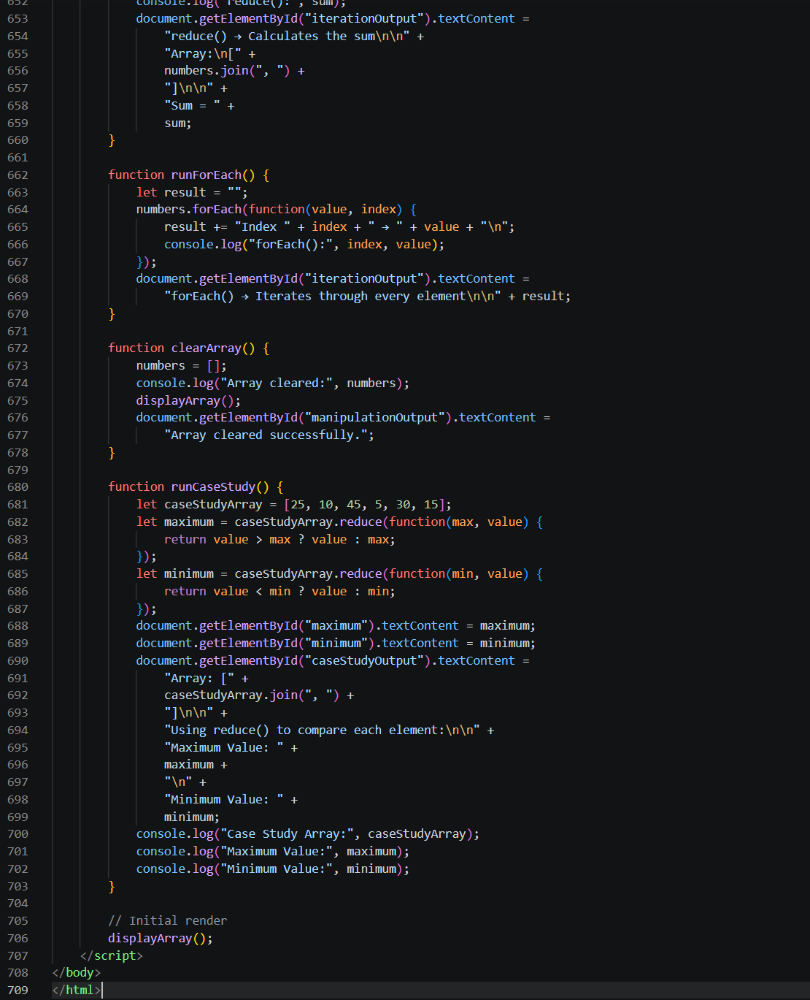 652 console.log("reduce():", sum);
653 document.getElementById("iterationOutput").textContent =
654 "reduce() → Calculates the sum\n\n" +
655 "Array:\n[" +
656 numbers.join(", ") +
657 "]\n\n" +
658 "Sum = " +
659 sum;
660 }
661
662 function runForEach() {
663 let result = "";
664 numbers.forEach(function(value, index) {
665 result += "Index " + index + " → " + value + "\n";
666 console.log("forEach():", index, value);
667 });
668 document.getElementById("iterationOutput").textContent =
669 "forEach() → Iterates through every element\n\n" + result;
670 }
671
672 function clearArray() {
673 numbers = [];
674 console.log("Array cleared:", numbers);
675 displayArray();
676 document.getElementById("manipulationOutput").textContent =
677 "Array cleared successfully.";
678 }
679
680 function runCaseStudy() {
681 let caseStudyArray = [25, 10, 45, 5, 30, 15];
682 let maximum = caseStudyArray.reduce(function(max, value) {
683 return value > max ? value : max;
684 });
685 let minimum = caseStudyArray.reduce(function(min, value) {
686 return value < min ? value : min;
687 });
688 document.getElementById("maximum").textContent = maximum;
689 document.getElementById("minimum").textContent = minimum;
690 document.getElementById("caseStudyOutput").textContent =
691 "Array: [" +
692 caseStudyArray.join(", ") +
693 "]\n\n" +
694 "Using reduce() to compare each element:\n\n" +
695 "Maximum Value: " +
696 maximum +
697 "\n" +
698 "Minimum Value: " +
699 minimum;
700 console.log("Case Study Array:", caseStudyArray);
701 console.log("Maximum Value:", maximum);
702 console.log("Minimum Value:", minimum);
703 }
704
705 // Initial render
706 displayArray();
707 </script>
708 </body>
709 </html>